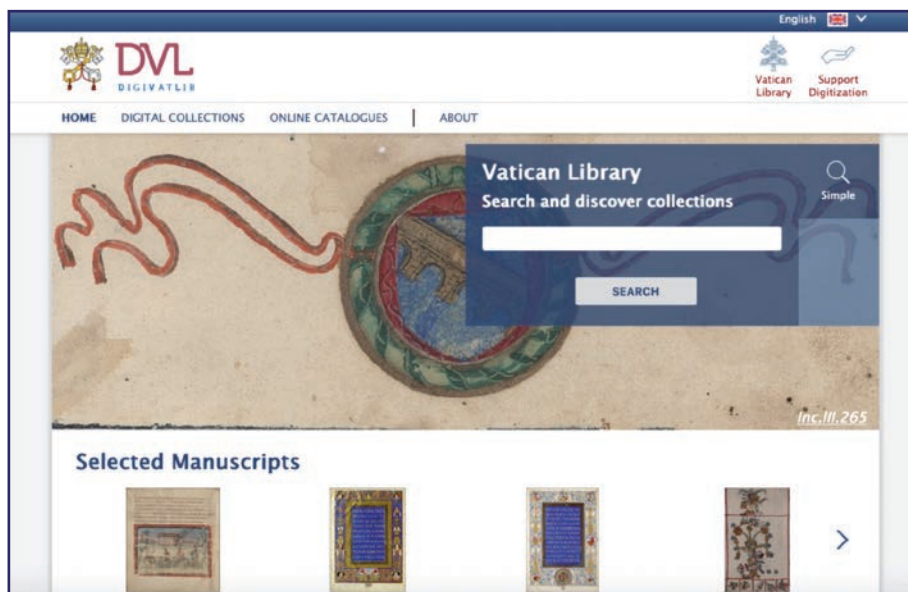 English
DVL
DIGIVATLIB
Vatican
Library
Support
Digitization
HOME DIGITAL COLLECTIONS ONLINE CATALOGUES | ABOUT
Vatican Library
Search and discover collections
Simple
SEARCH
Inc.III.265
Selected Manuscripts